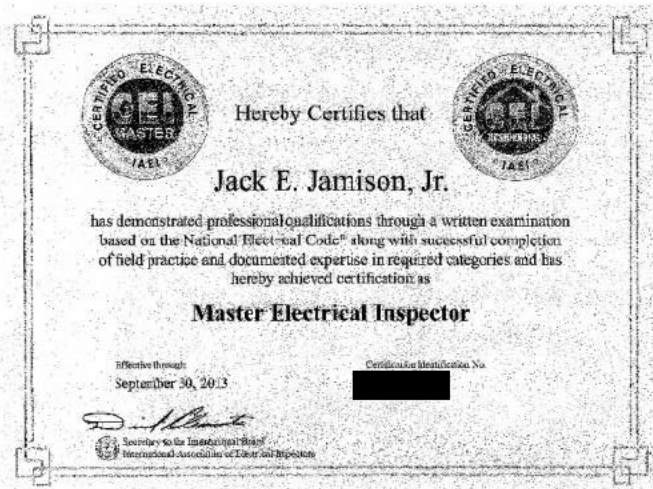 CERTIFIED ELECTRICAL
CEI
MASTER
IAEI
CERTIFIED ELECTRICAL
CEI
RESIDENTIAL
IAEI
Hereby Certifies that
Jack E. Jamison, Jr.
has demonstrated professional qualifications through a written examination
based on the National Electrical Code® along with successful completion
of field practice and documented expertise in required categories and has
hereby achieved certification as
Master Electrical Inspector
Effective through:
September 30, 2013
Certification Identification No.
Secretary to the International Board
International Association of Electrical Inspectors